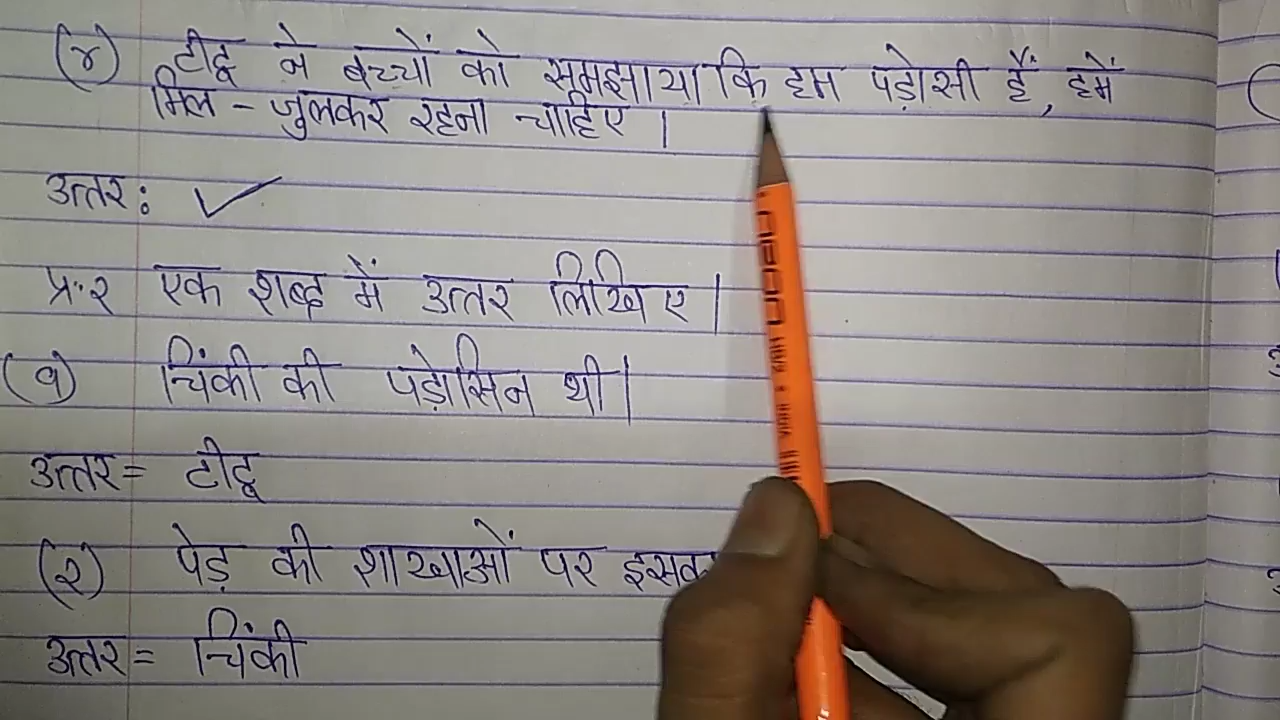 (४) टीटू ने बच्चों को समझाया कि हम पड़ोसी हैं, हमें
मिल - जुलकर रहना चाहिए |
उत्तर: ✓
प्र.२ एक शब्द में उत्तर लिखिए |
(१) चिंकी की पड़ोसिन थी |
उत्तर = टीटू
(२) पेड़ की शाखाओं पर
उत्तर = चिंकी